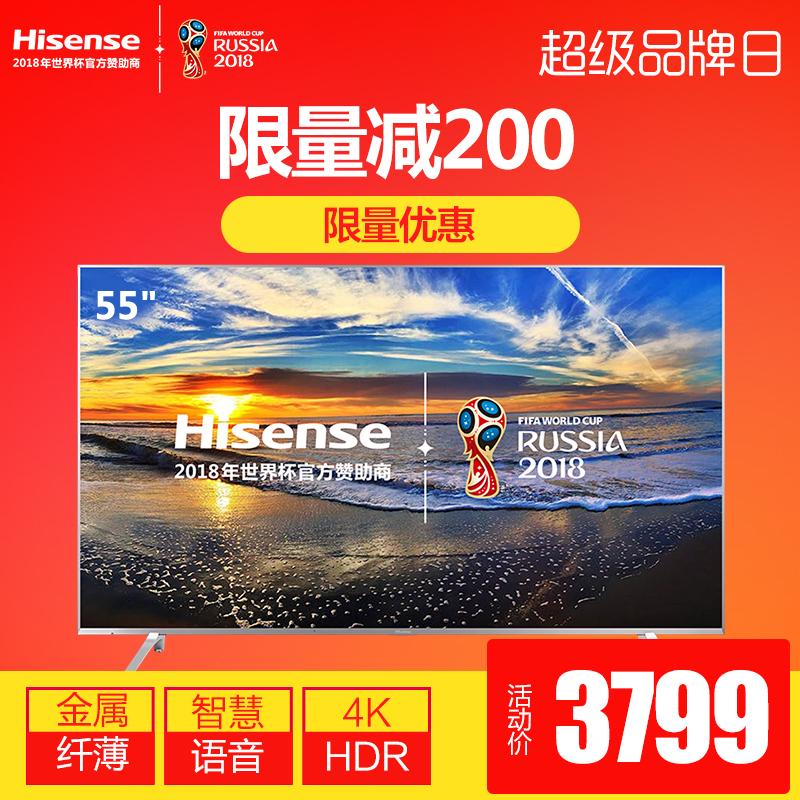 Hisense
2018年世界杯官方赞助商
FIFA WORLD CUP
RUSSIA
2018
超级品牌日
限量减200
限量优惠
55"
Hisense
2018年世界杯官方赞助商
FIFA WORLD CUP
RUSSIA
2018
金属
纤薄
智慧
语音
4K
HDR
活动价
3799